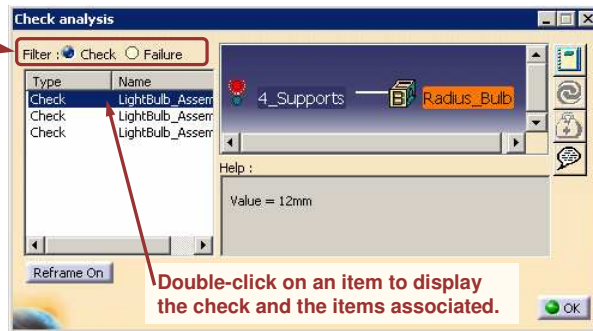 Check analysis
Filter : Check Failure
Type Name
Check LightBulb_Assem
Check LightBulb_Assem
Check LightBulb_Assem
4_Supports Radius_Bulb
Help :
Value = 12mm
Reframe On
Double-click on an item to display
the check and the items associated.
OK